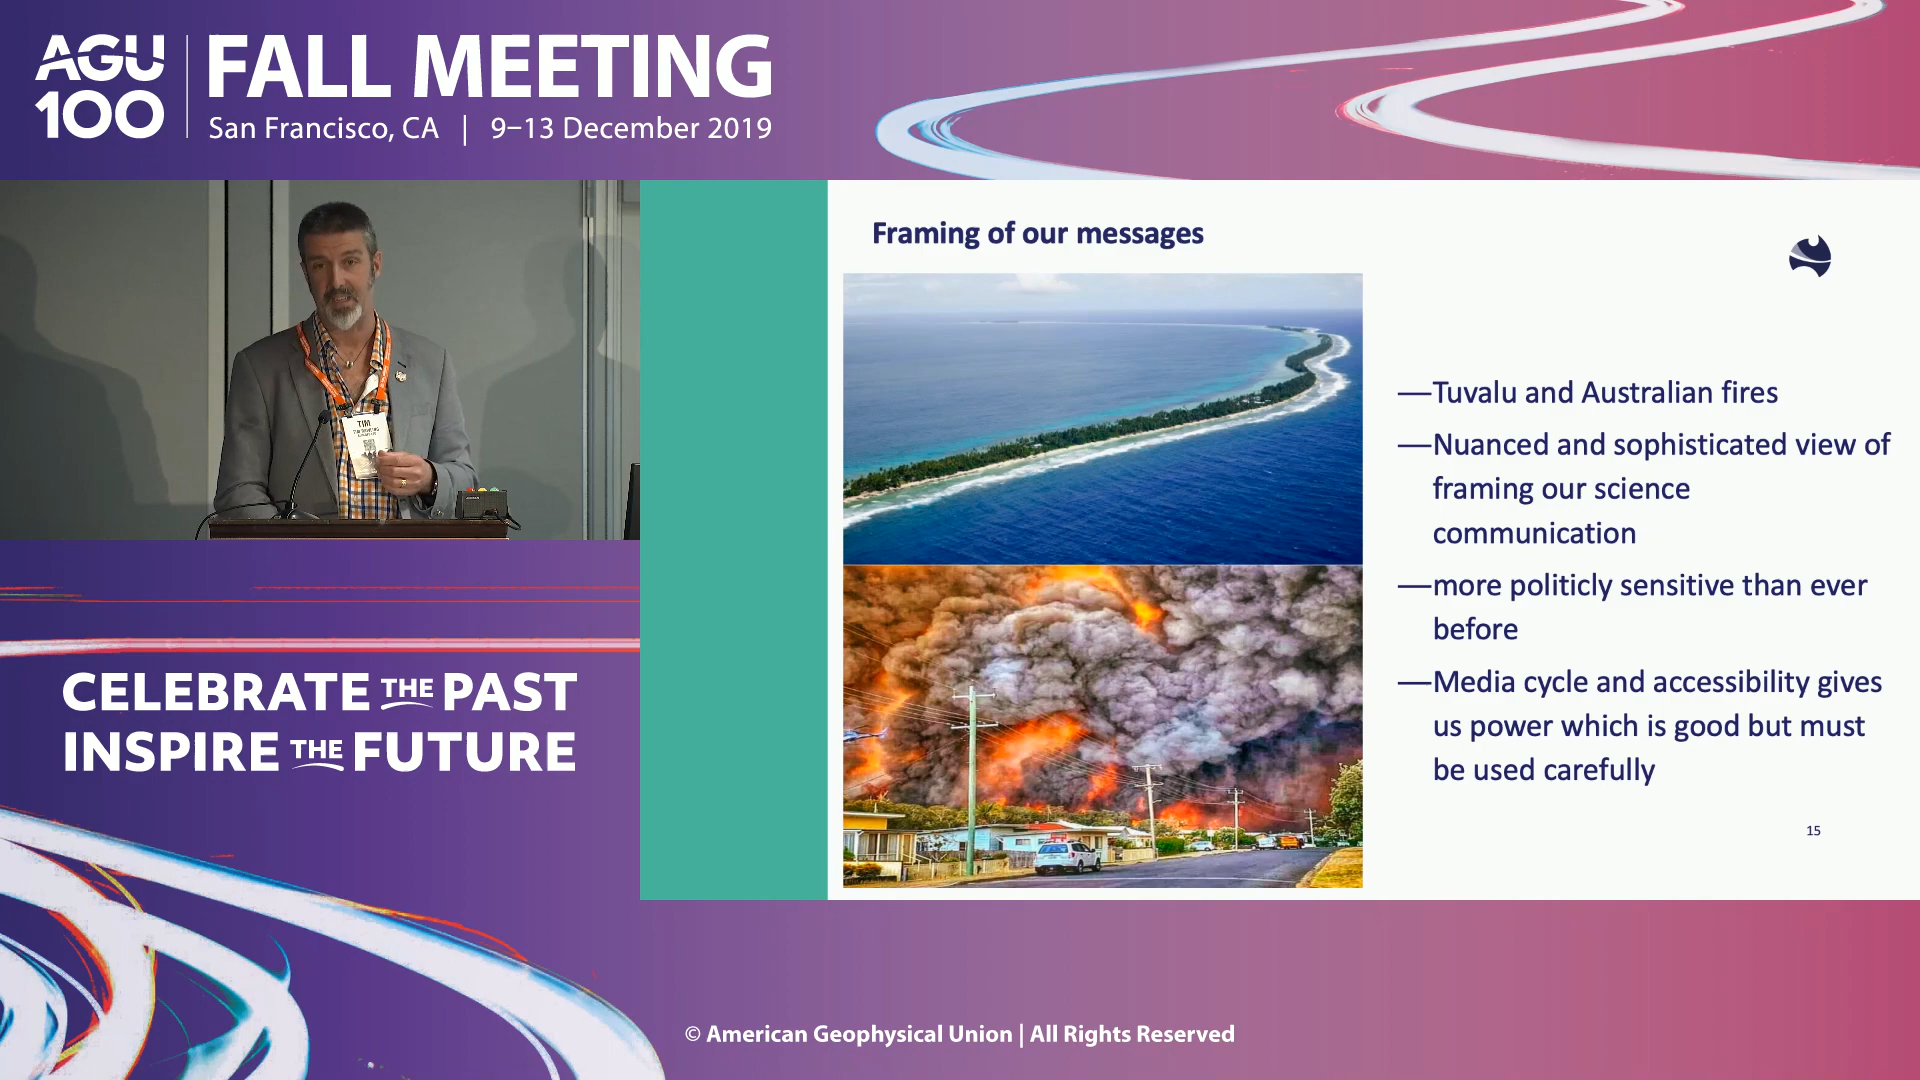 AGU
100
FALL MEETING
San Francisco, CA | 9–13 December 2019
TIM
Framing of our messages
—Tuvalu and Australian fires
—Nuanced and sophisticated view of
framing our science
communication
—more politicly sensitive than ever
before
—Media cycle and accessibility gives
us power which is good but must
be used carefully
15
CELEBRATE THE PAST
INSPIRE THE FUTURE
© American Geophysical Union | All Rights Reserved